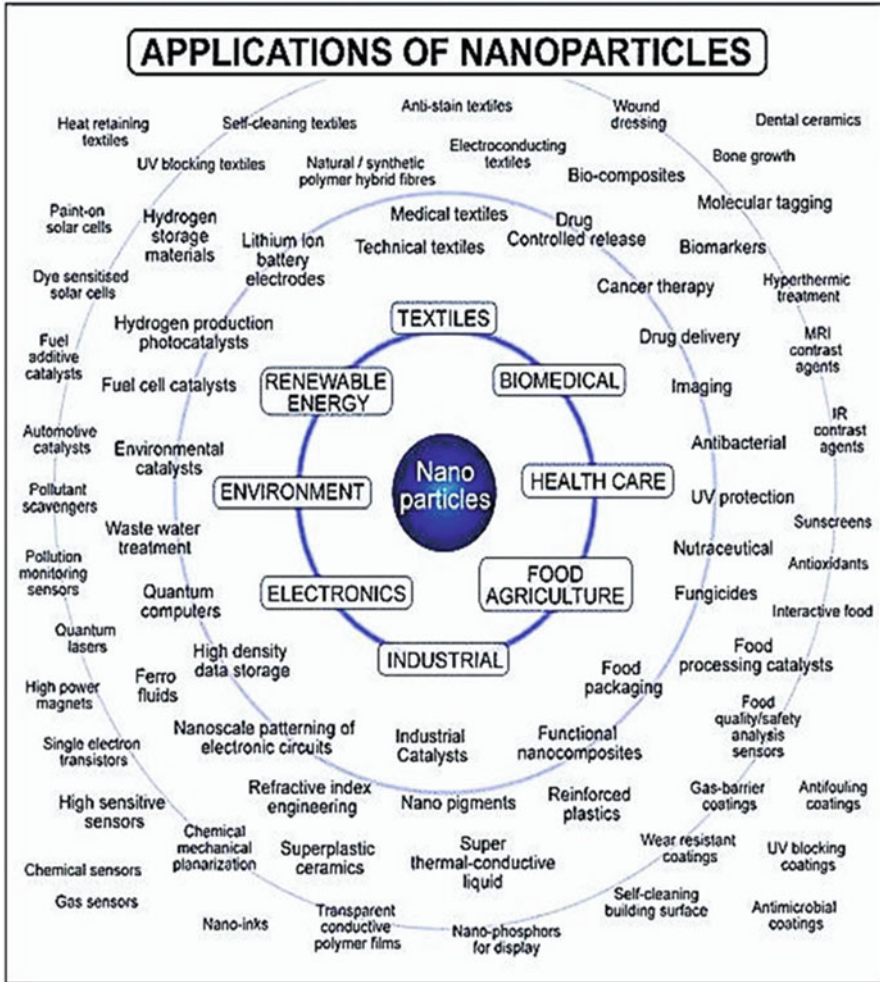 APPLICATIONS OF NANOPARTICLES
Heat retaining
textiles
Self-cleaning textiles
Anti-stain textiles
Wound
dressing
Dental ceramics
UV blocking textiles
Natural / synthetic
polymer hybrid fibres
Electroconducting
textiles
Bio-composites
Bone growth
Paint-on
solar cells
Hydrogen
storage
materials
Lithium Ion
battery
electrodes
Medical textiles
Technical textiles
Drug
Controlled release
Molecular tagging
Biomarkers
Dye sensitised
solar cells
Cancer therapy
Hyperthermic
treatment
Fuel
additive
catalysts
Hydrogen production
photocatalysts
TEXTILES
Drug delivery
MRI
contrast
agents
Fuel cell catalysts
RENEWABLE
ENERGY
BIOMEDICAL
Imaging
IR
contrast
agents
Automotive
catalysts
Environmental
catalysts
Antibacterial
Pollutant
scavengers
ENVIRONMENT
Nano
particles
HEALTH CARE
UV protection
Sunscreens
Waste water
treatment
Nutraceutical
Antioxidants
Pollution
monitoring
sensors
Quantum
computers
ELECTRONICS
FOOD
AGRICULTURE
Fungicides
Interactive food
Quantum
lasers
High density
data storage
INDUSTRIAL
Food
packaging
Food
processing catalysts
High power
magnets
Ferro
fluids
Food
quality/safety
analysis
sensors
Single electron
transistors
Nanoscale patterning of
electronic circuits
Industrial
Catalysts
Functional
nanocomposites
High sensitive
sensors
Refractive index
engineering
Nano pigments
Reinforced
plastics
Gas-barrier
coatings
Antifouling
coatings
Chemical
mechanical
planarization
Superplastic
ceramics
Super
thermal-conductive
liquid
Wear resistant
coatings
UV blocking
coatings
Chemical sensors
Gas sensors
Nano-inks
Transparent
conductive
polymer films
Nano-phosphors
for display
Self-cleaning
building surface
Antimicrobial
coatings